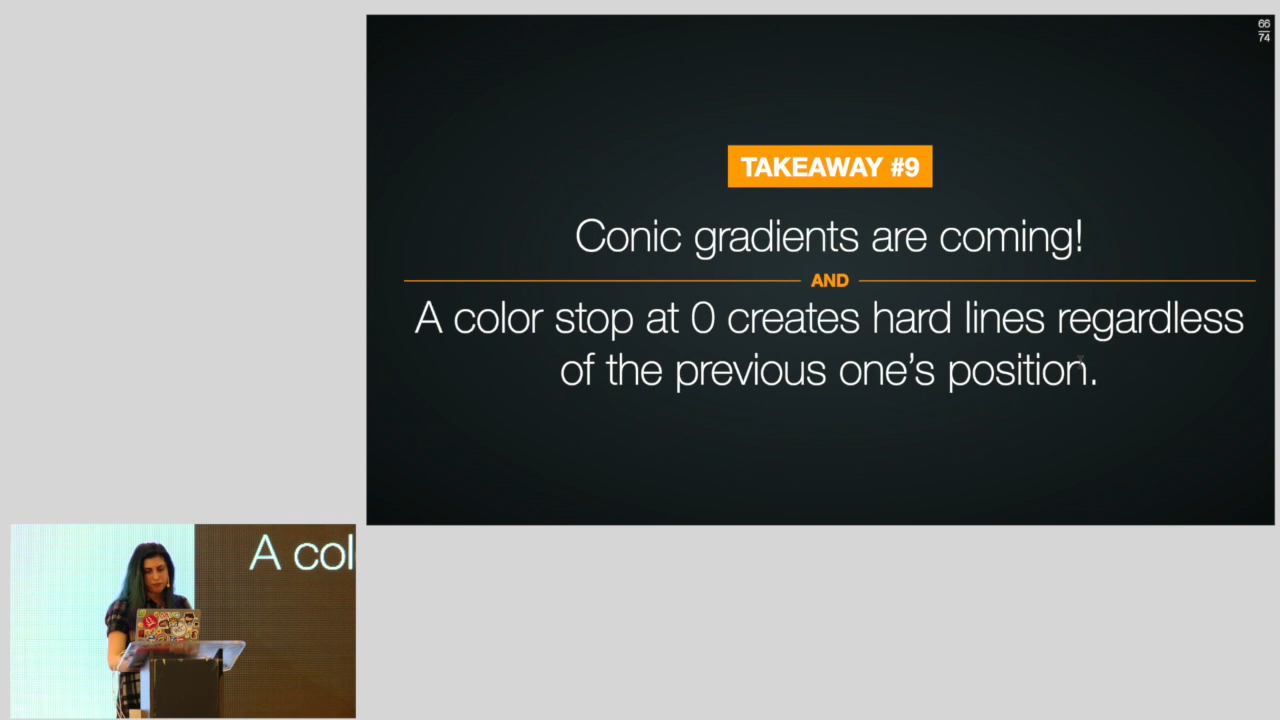 66
74
TAKEAWAY #9
Conic gradients are coming!
AND
A color stop at 0 creates hard lines regardless
of the previous one's position.
A col